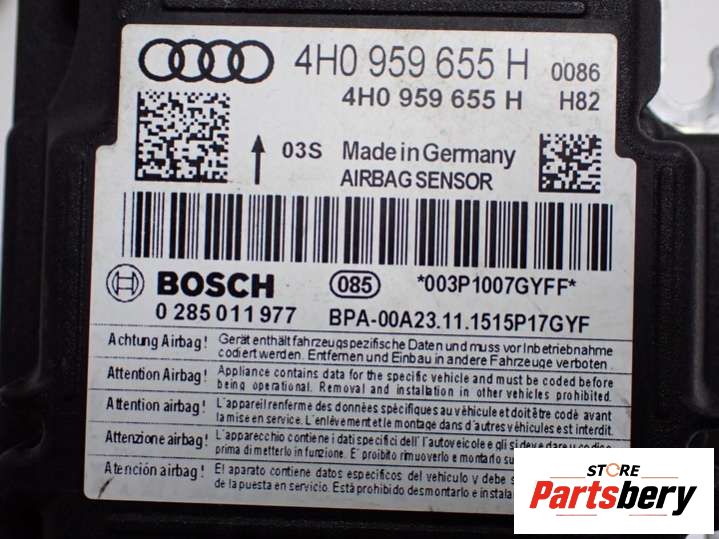 4H0 959 655 H 0086
4H0 959 655 H H82
03S Made in Germany
AIRBAG SENSOR
BOSCH 085 *003P1007GYFF*
0 285 011 977 BPA-00A23.11.1515P17GYF
Achtung Airbag! Gerät enthält fahrzeugspezifische Daten und muss vor Inbetriebnahme
codiert werden. Entfernen und Einbau in andere Fahrzeuge verboten.
Attention Airbag! Appliance contains data for the specific vehicle and must be coded before
being operational. Removal and installation in other vehicles prohibited.
Attention airbag! L'appareil renferme des données spécifiques au véhicule et doit être codé avant
la mise en service. L'enlèvement et le montage dans d'autres véhicules est interdit.
Attenzione airbag! L'apparecchio contiene i dati specifici dell'autoveicolo e gli si deve dare u codice
prima di metterlo in funzione. E' proibito rimuoverlo e montarlo su
Atención airbag! El aparato contiene datos específicos del vehículo y debe s
de la puesta en servicio. Está prohibido desmontarlo e instala
STORE
Partsbery